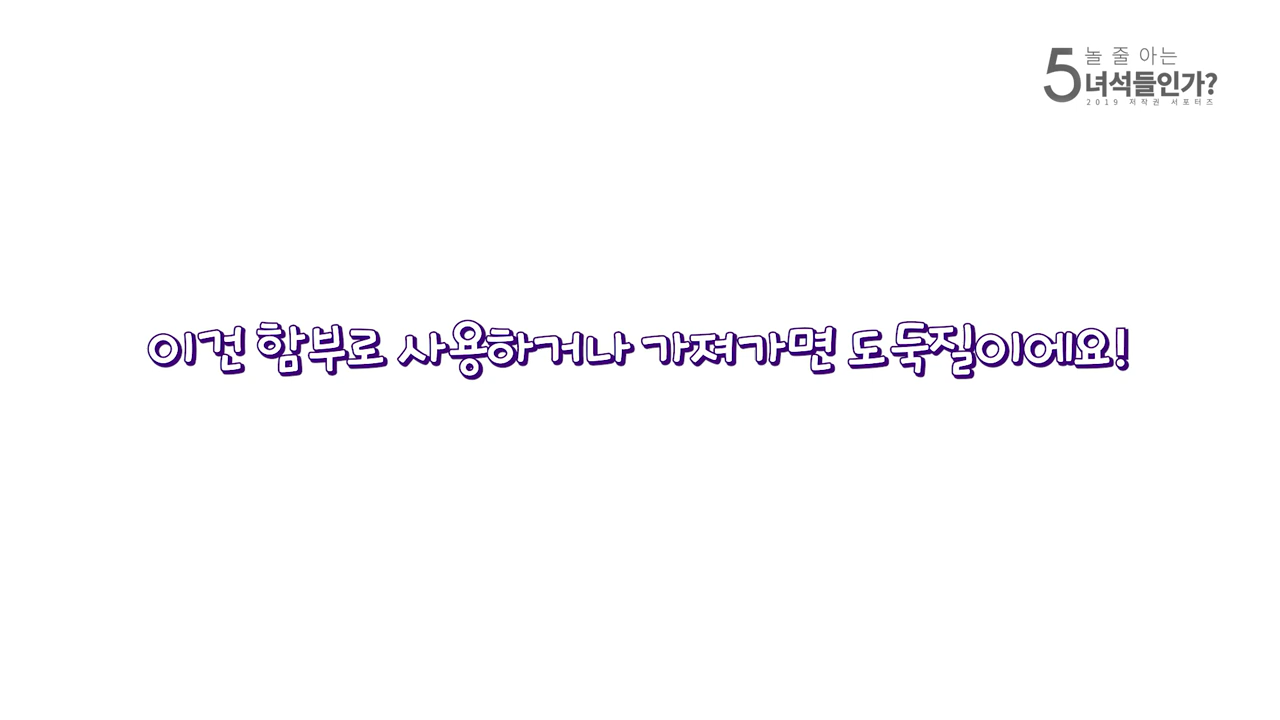 놀 줄 아는
5녀석들인가?
2019 저작권 서포터즈
이건 함부로 사용하거나 가져가면 도둑질이에요!